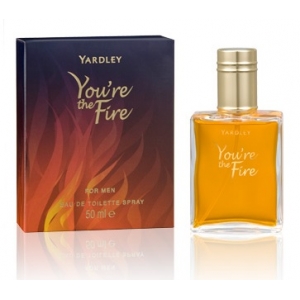 YARDLEY
You're
the
Fire
FOR MEN
EAU DE TOILETTE SPRAY
50 ml e
YARDLEY
You're
the
Fire